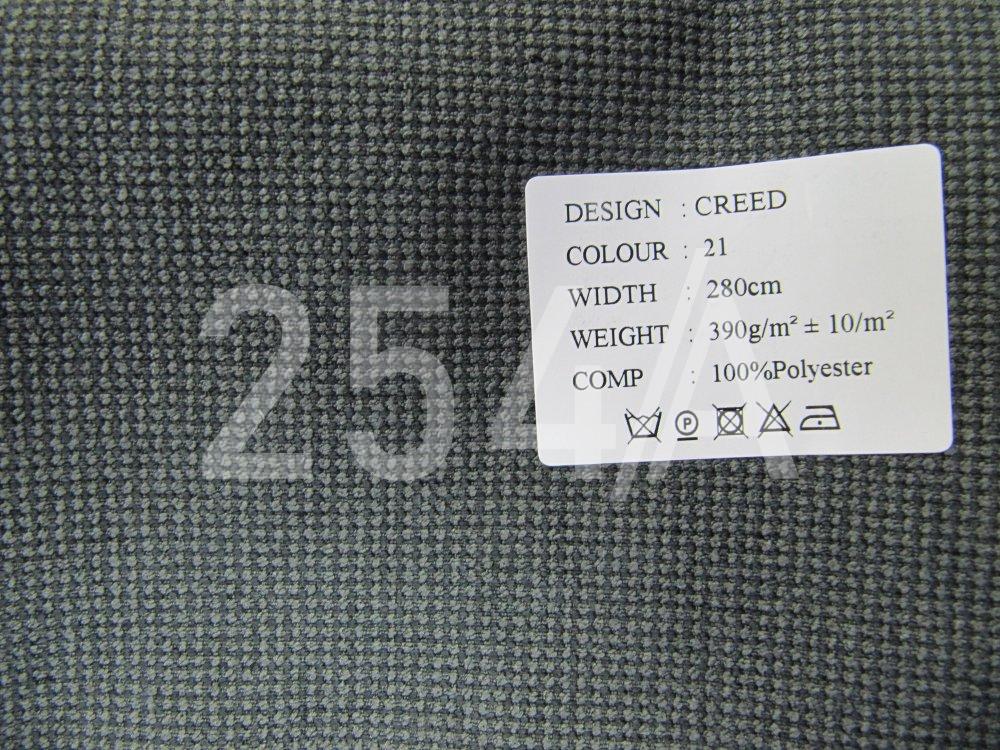 DESIGN : CREED
COLOUR : 21
WIDTH : 280cm
WEIGHT : 390g/m² ± 10/m²
COMP : 100%Polyester
P
254/A